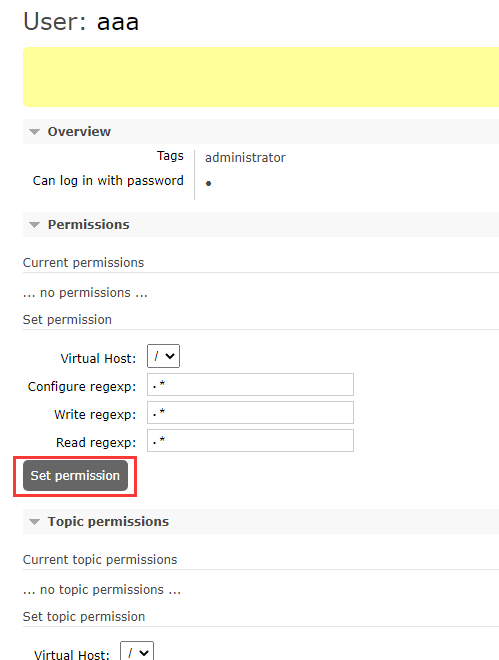 User: aaa
Overview
Tags administrator
Can log in with password ●
Permissions
Current permissions
... no permissions ...
Set permission
Virtual Host: /
Configure regexp: .*
Write regexp: .*
Read regexp: .*
Set permission
Topic permissions
Current topic permissions
... no topic permissions ...
Set topic permission
Virtual Host: /